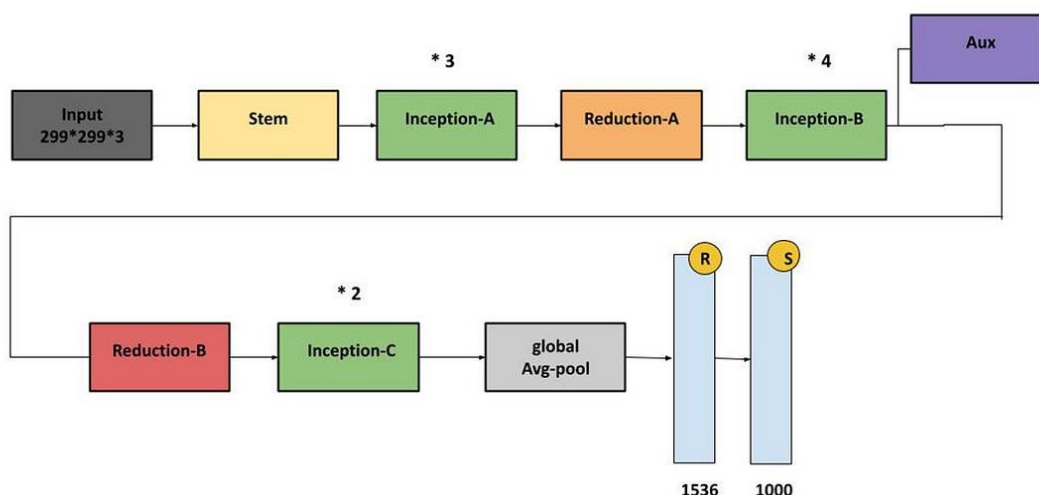 Aux
* 3
* 4
Input
299*299*3
Stem
Inception-A
Reduction-A
Inception-B
R
S
* 2
Reduction-B
Inception-C
global
Avg-pool
1536
1000